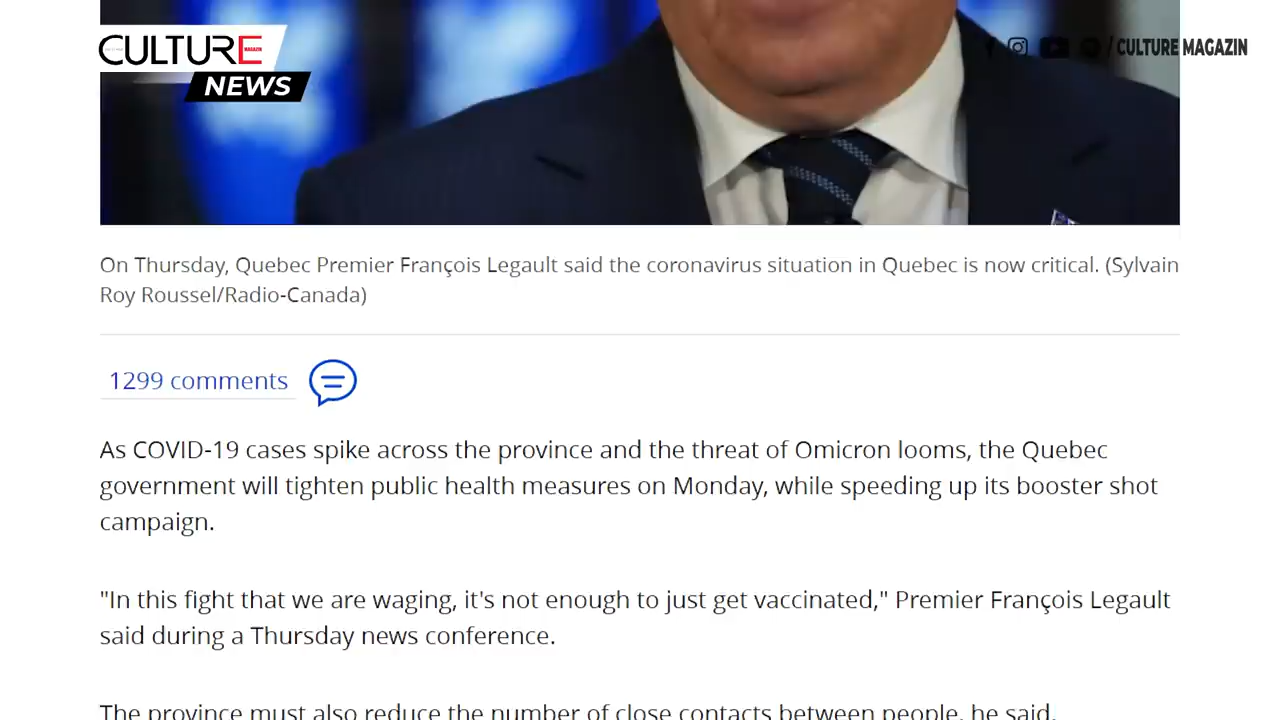 CULTURE
MAGAZIN
NEWS
/ CULTURE MAGAZIN
On Thursday, Quebec Premier François Legault said the coronavirus situation in Quebec is now critical. (Sylvain
Roy Roussel/Radio-Canada)
1299 comments
As COVID-19 cases spike across the province and the threat of Omicron looms, the Quebec
government will tighten public health measures on Monday, while speeding up its booster shot
campaign.
"In this fight that we are waging, it's not enough to just get vaccinated," Premier François Legault
said during a Thursday news conference.
The province must also reduce the number of close contacts between people, he said.